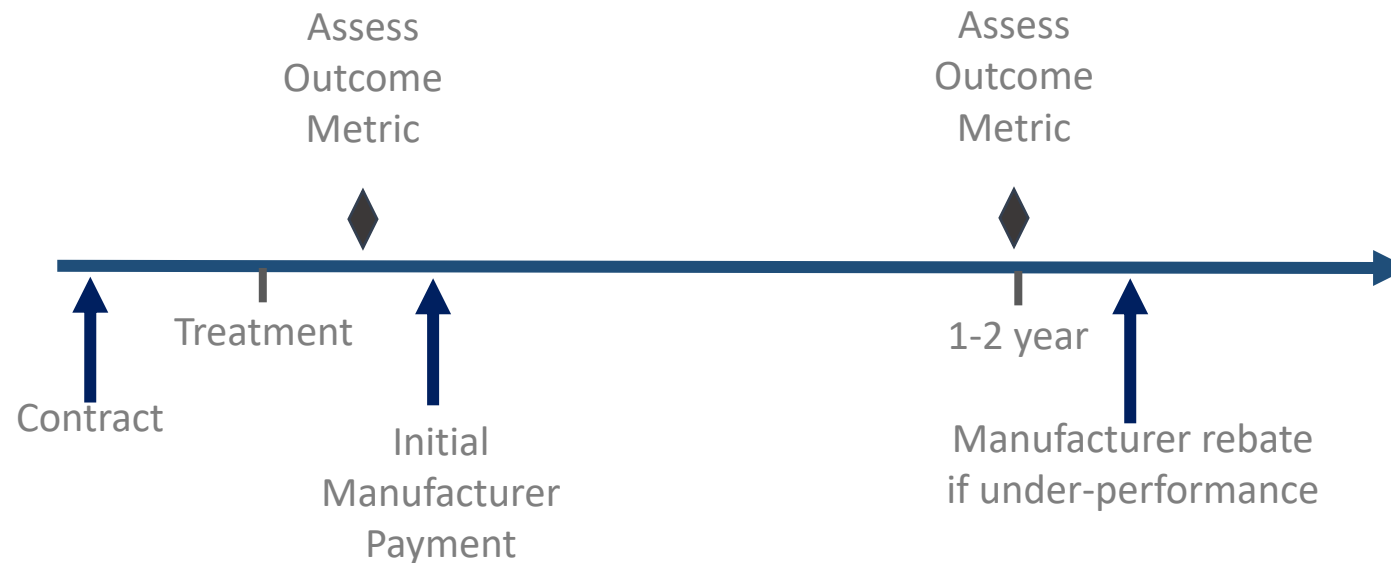 Assess
Outcome
Metric
Assess
Outcome
Metric
Treatment
1-2 year
Contract
Initial
Manufacturer
Payment
Manufacturer rebate
if under-performance